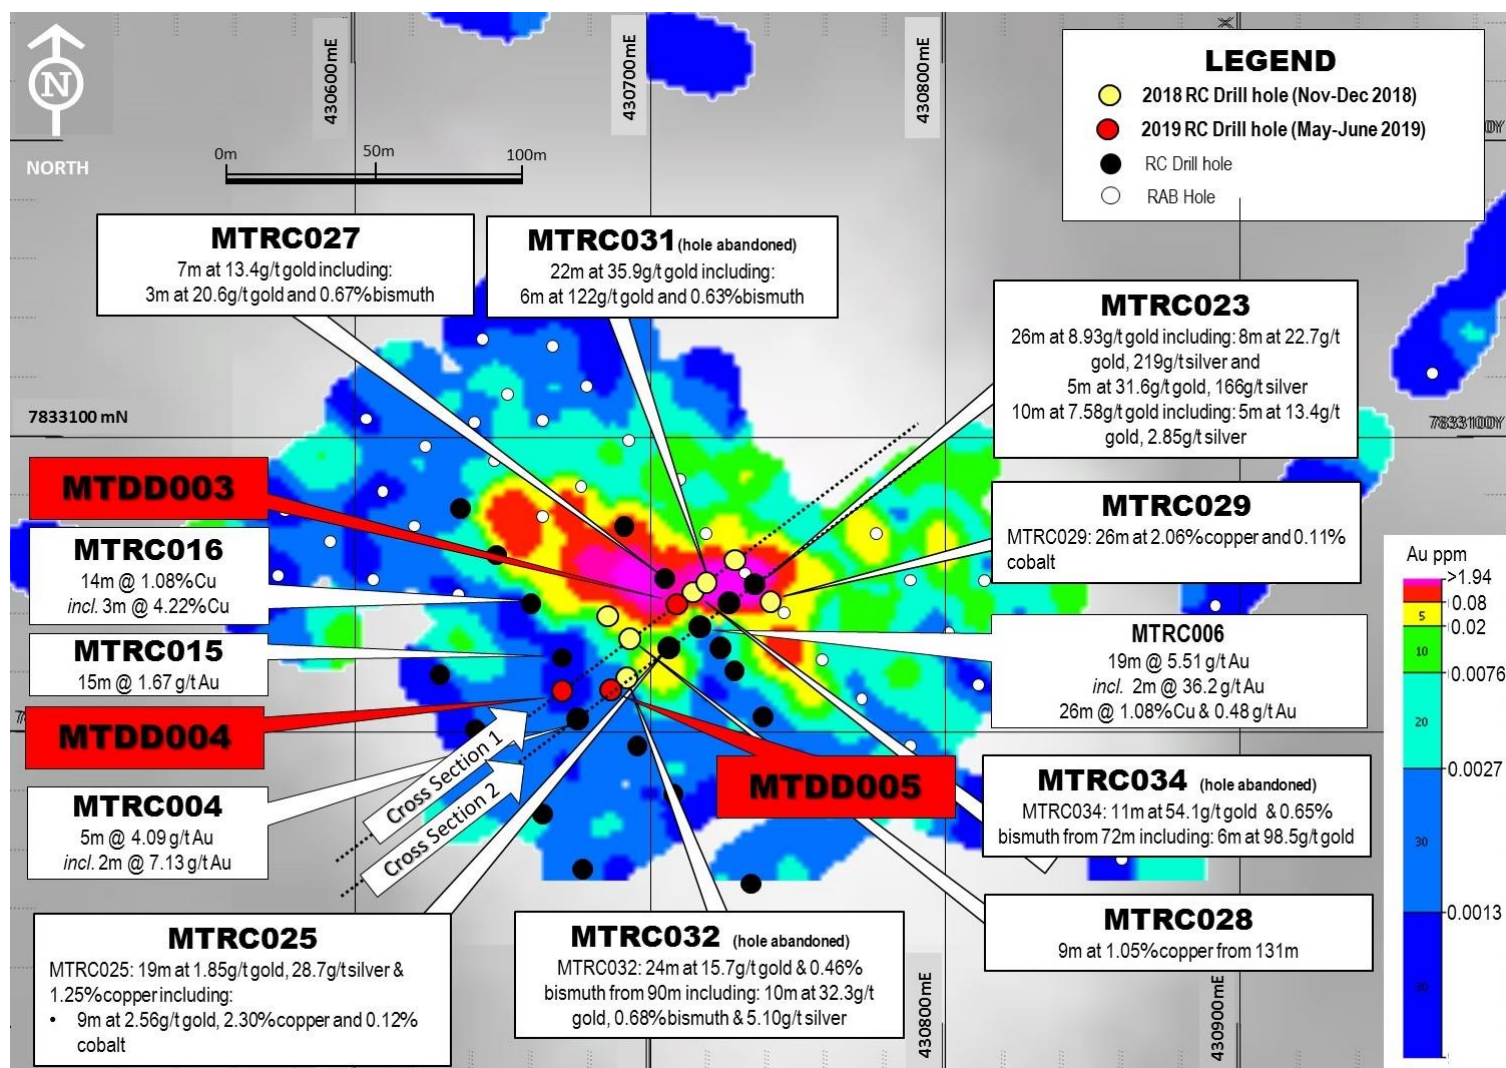 N
NORTH
430600mE
430700mE
430800mE
0m 50m 100m
LEGEND
2018 RC Drill hole (Nov-Dec 2018)
2019 RC Drill hole (May-June 2019)
RC Drill hole
RAB Hole
MTRC027
7m at 13.4g/t gold including:
3m at 20.6g/t gold and 0.67% bismuth
MTRC031 (hole abandoned)
22m at 35.9g/t gold including:
6m at 122g/t gold and 0.63% bismuth
MTRC023
26m at 8.93g/t gold including: 8m at 22.7g/t
gold, 219g/t silver and
5m at 31.6g/t gold, 166g/t silver
10m at 7.58g/t gold including: 5m at 13.4g/t
gold, 2.85g/t silver
7833100 mN
7833100Y
MTDD003
MTRC029
MTRC029: 26m at 2.06% copper and 0.11%
cobalt
MTRC016
14m @ 1.08% Cu
incl. 3m @ 4.22% Cu
MTRC015
15m @ 1.67 g/t Au
MTRC006
19m @ 5.51 g/t Au
incl. 2m @ 36.2 g/t Au
26m @ 1.08% Cu & 0.48 g/t Au
MTDD004
MTDD005
MTRC004
5m @ 4.09 g/t Au
incl. 2m @ 7.13 g/t Au
Cross Section 1
Cross Section 2
MTRC034 (hole abandoned)
MTRC034: 11m at 54.1g/t gold & 0.65%
bismuth from 72m including: 6m at 98.5g/t gold
MTRC025
MTRC025: 19m at 1.85g/t gold, 28.7g/t silver &
1.25% copper including:
• 9m at 2.56g/t gold, 2.30% copper and 0.12%
cobalt
MTRC032 (hole abandoned)
MTRC032: 24m at 15.7g/t gold & 0.46%
bismuth from 90m including: 10m at 32.3g/t
gold, 0.68% bismuth & 5.10g/t silver
MTRC028
9m at 1.05% copper from 131m
430800mE
430900mE
Au ppm
>1.94
0.08
5
0.02
10
0.0076
20
0.0027
30
0.0013